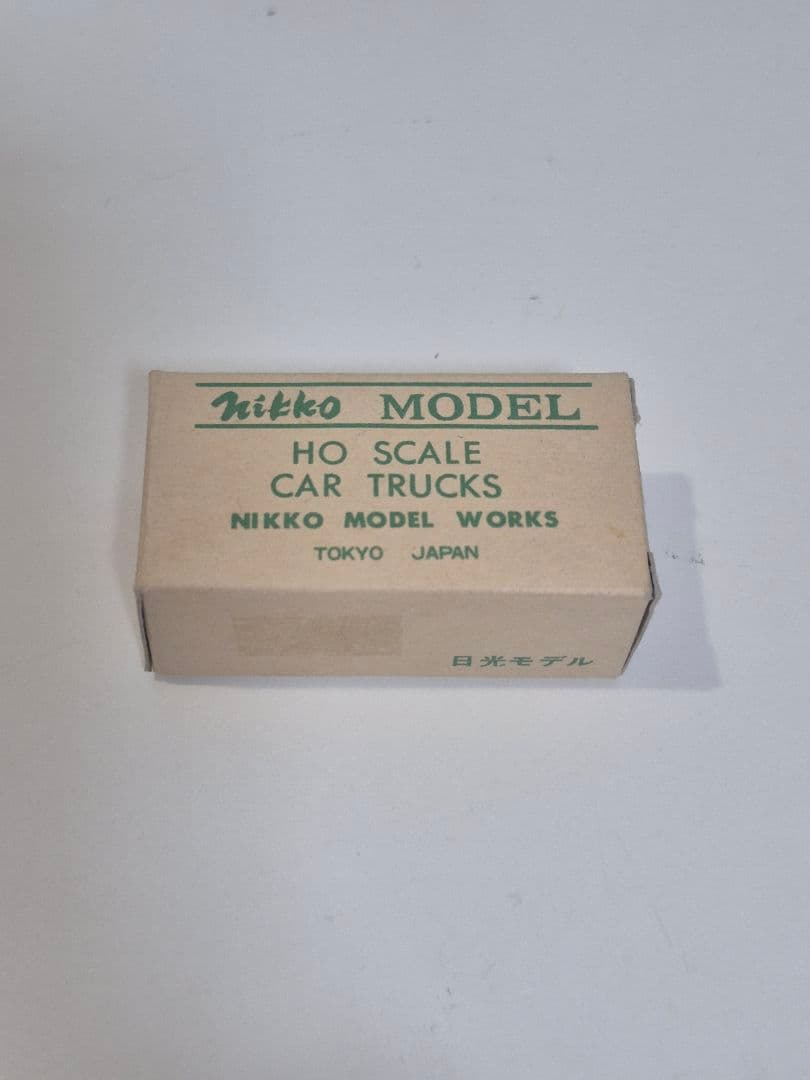 nikko MODEL
HO SCALE
CAR TRUCKS
NIKKO MODEL WORKS
TOKYO JAPAN
日光モデル